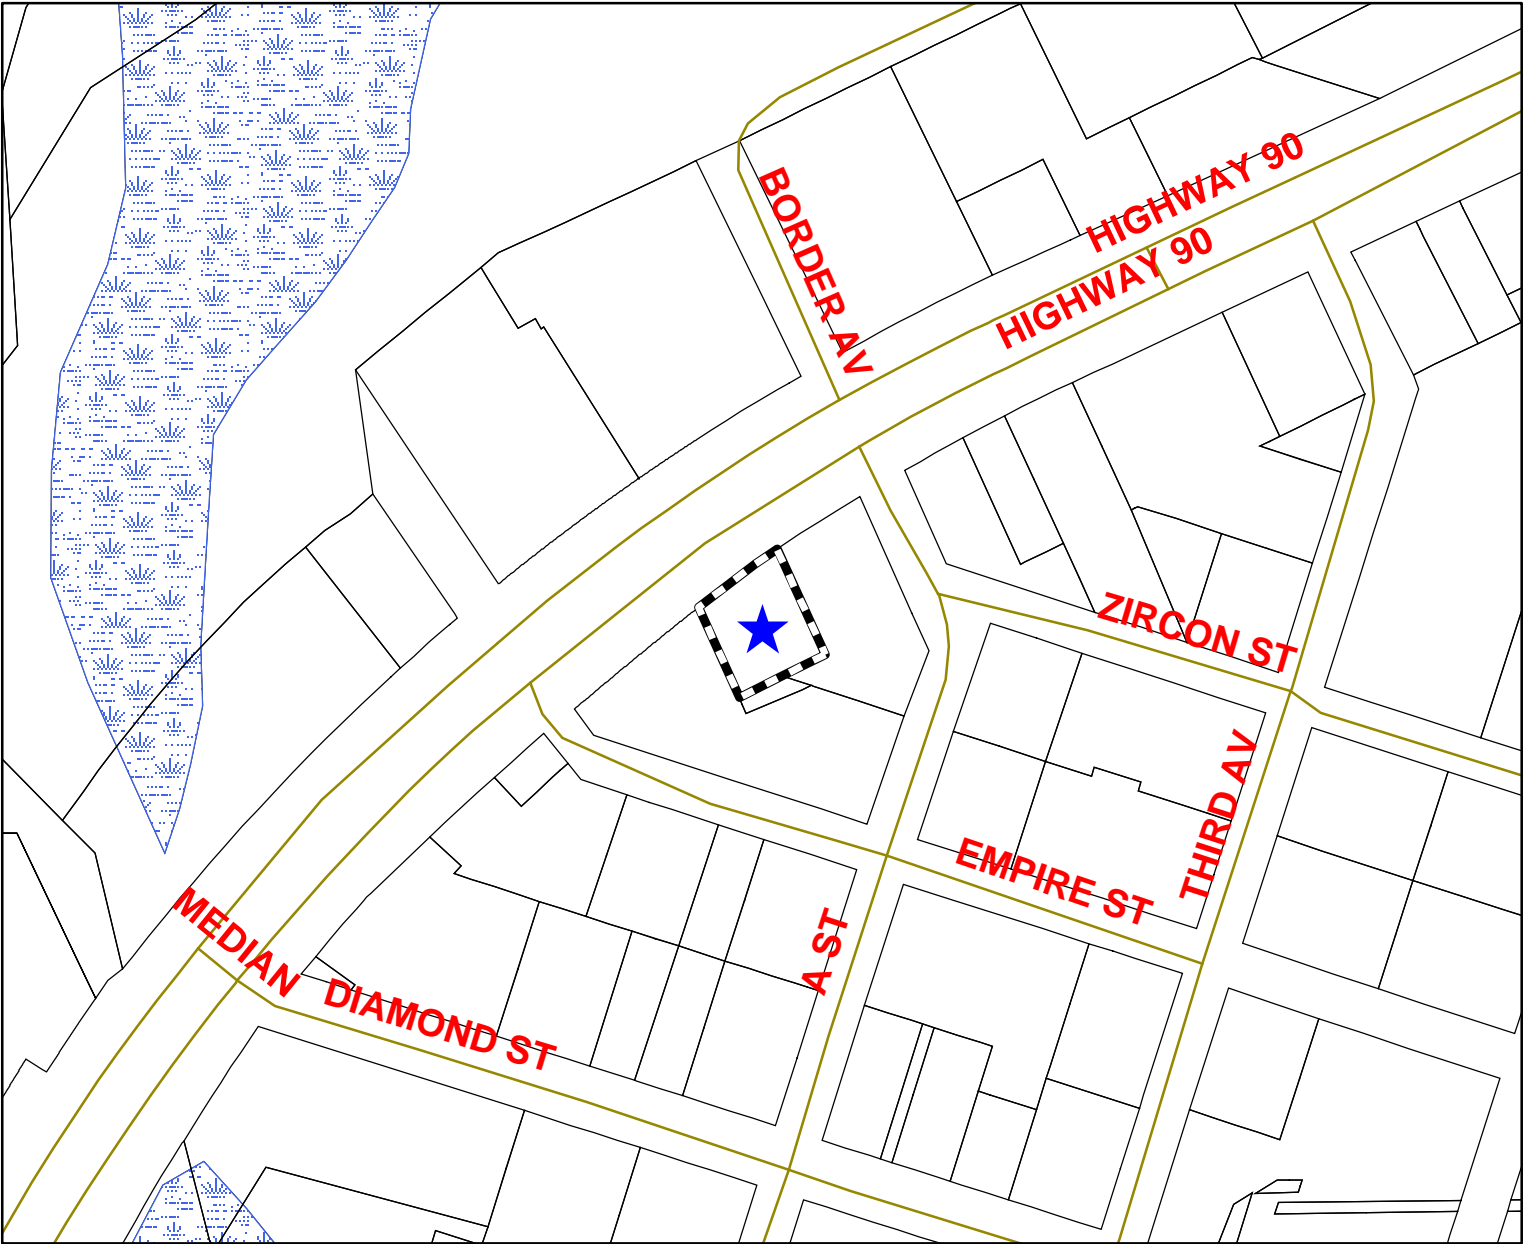 HIGHWAY 90
BORDER AV
HIGHWAY 90
ZIRCON ST
THIRD AV
EMPIRE ST
MEDIAN
A ST
DIAMOND ST